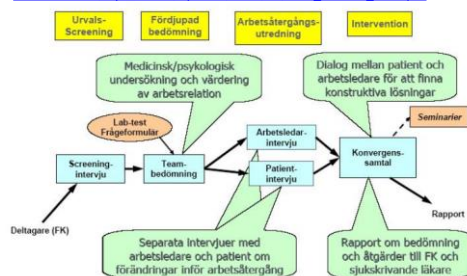 Urvals-
Screening
Fördjupad
bedömning
Arbetsåtergångs-
utredning
Intervention
Medicinsk/psykologisk
undersökning och värdering
av arbetsrelation
Dialog mellan patient och
arbetsledare för att finna
konstruktiva lösningar
Lab-test
Frågeformulär
Arbetsledar-
intervju
Seminarier
Screening-
intervju
Team-
bedömning
Patient-
intervju
Konvergens-
samtal
Rapport
Deltagare (FK)
Separata intervjuer med
arbetsledare och patient om
förändringar inför arbetsåtergång
Rapport om bedömning
och åtgärder till FK och
sjukskrivande läkare